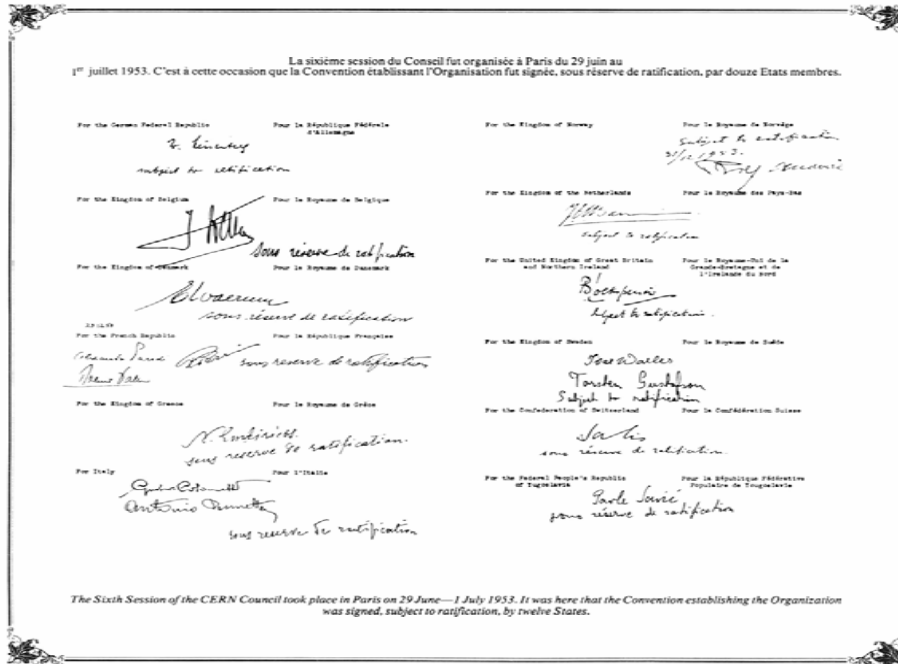 La sixième session du Conseil fut organisée à Paris du 29 juin au
1er juillet 1953. C'est à cette occasion que la Convention établissant l'Organisation fut signée, sous réserve de ratification, par douze Etats membres.
For the German Federal Republic Pour la République Fédérale
d'Allemagne
subject to ratification
For the Kingdom of Belgium Pour le Royaume de Belgique
sous réserve de ratification
For the Kingdom of Denmark Pour le Royaume de Danemark
sous réserve de ratification
For the French Republic Pour la République Française
sous reserve de ratification
For the Kingdom of Greece Pour le Royaume de Grèce
sous reserve de ratification.
For Italy Pour l'Italie
sous reserve de ratification
For the Kingdom of Norway Pour le Royaume de Norvège
Subject to ratification
31/12 1953.
For the Kingdom of the Netherlands Pour le Royaume des Pays-Bas
subject to ratification
For the United Kingdom of Great Britain Pour le Royaume-Uni de la
and Northern Ireland Grande-Bretagne et de
l'Irelande du Nord
subject to ratification.
For the Kingdom of Sweden Pour le Royaume de Suède
Torsten Gustafson
Subject to ratification
For the Confederation of Switzerland Pour la Confédération Suisse
sous réserve de ratification.
For the Federal People's Republic Pour la République Fédérative
of Yugoslavia Populaire de Yougoslavie
Pavle Savić
sous réserve de ratification
The Sixth Session of the CERN Council took place in Paris on 29 June—1 July 1953. It was here that the Convention establishing the Organization
was signed, subject to ratification, by twelve States.